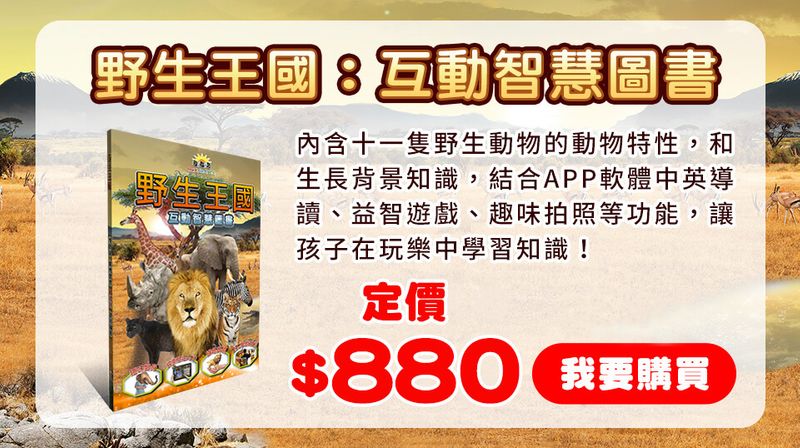 野生王國：互動智慧圖書
內含十一隻野生動物的動物特性，和
生長背景知識，結合APP軟體中英導
讀、益智遊戲、趣味拍照等功能，讓
孩子在玩樂中學習知識！
野生王國
互動智慧圖書
定價
$880
我要購買